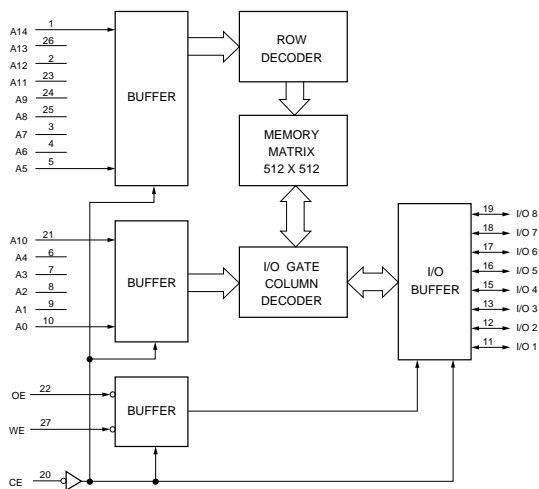 A14 1
A13 26
A12 2
A11 23
A9 24
A8 25
A7 3
A6 4
A5 5
BUFFER
ROW
DECODER
MEMORY
MATRIX
512 X 512
A10 21
A4 6
A3 7
A2 8
A1 9
A0 10
BUFFER
I/O GATE
COLUMN
DECODER
I/O
BUFFER
19 I/O 8
18 I/O 7
17 I/O 6
16 I/O 5
15 I/O 4
13 I/O 3
12 I/O 2
11 I/O 1
OE 22
WE 27
BUFFER
CE 20